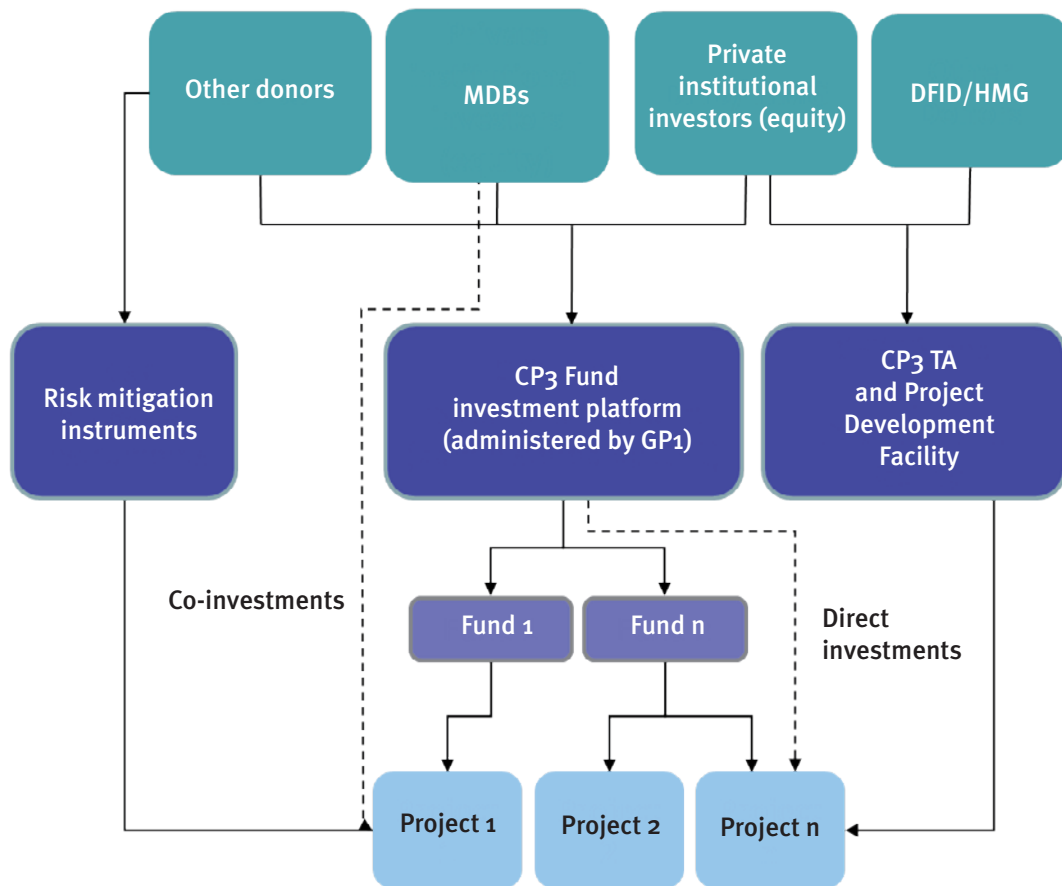 Other donors
MDBs
Private
institutional
investors (equity)
DFID/HMG
Risk mitigation
instruments
CP3 Fund
investment platform
(administered by GP1)
CP3 TA
and Project
Development
Facility
Co-investments
Fund 1
Fund n
Direct
investments
Project 1
Project 2
Project n